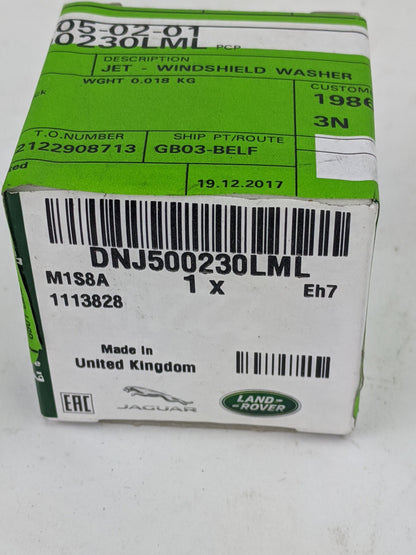 05-02-01
0230LML PCP
DESCRIPTION
JET - WINDSHIELD WASHER
WGHT 0.018 KG
CUSTOM
1986
3N
T.O.NUMBER
SHIP PT/ROUTE
2122908713
GB03-BELF
19.12.2017
DNJ500230LML
M1S8A
1 x
Eh7
1113828
Made In
United Kingdom
EAC
JAGUAR
LAND-
-ROVER